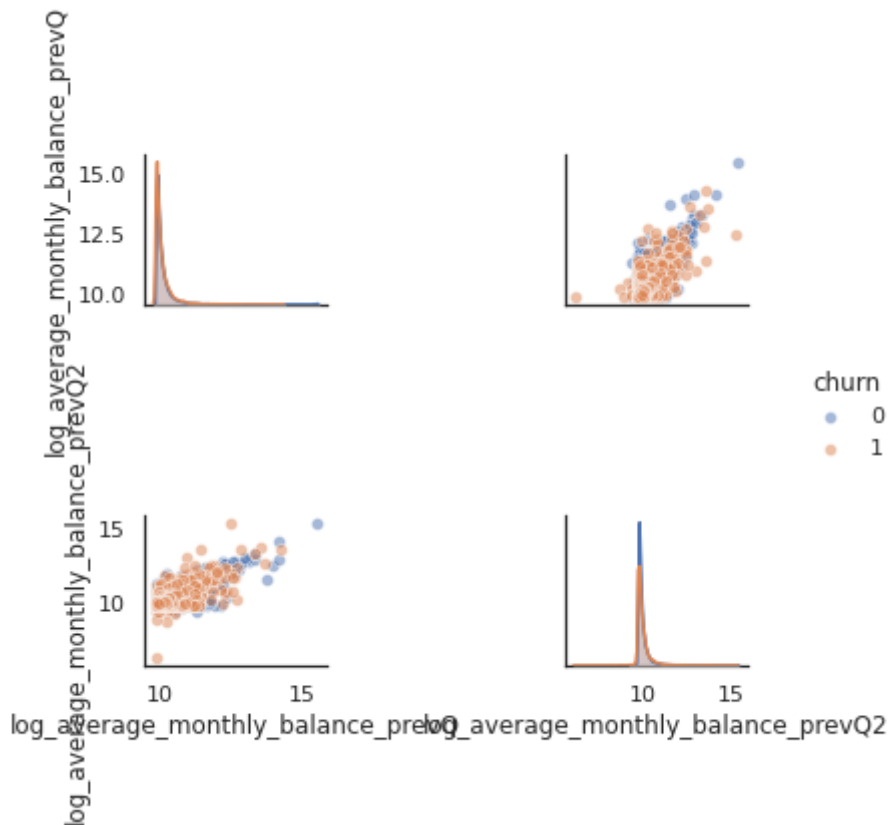 log_average_monthly_balance_prevQ
15.0
12.5
10.0
churn
0
1
log_average_monthly_balance_prevQ2
15
10
10
15
10
15
log_average_monthly_balance_prevQ
log_average_monthly_balance_prevQ2